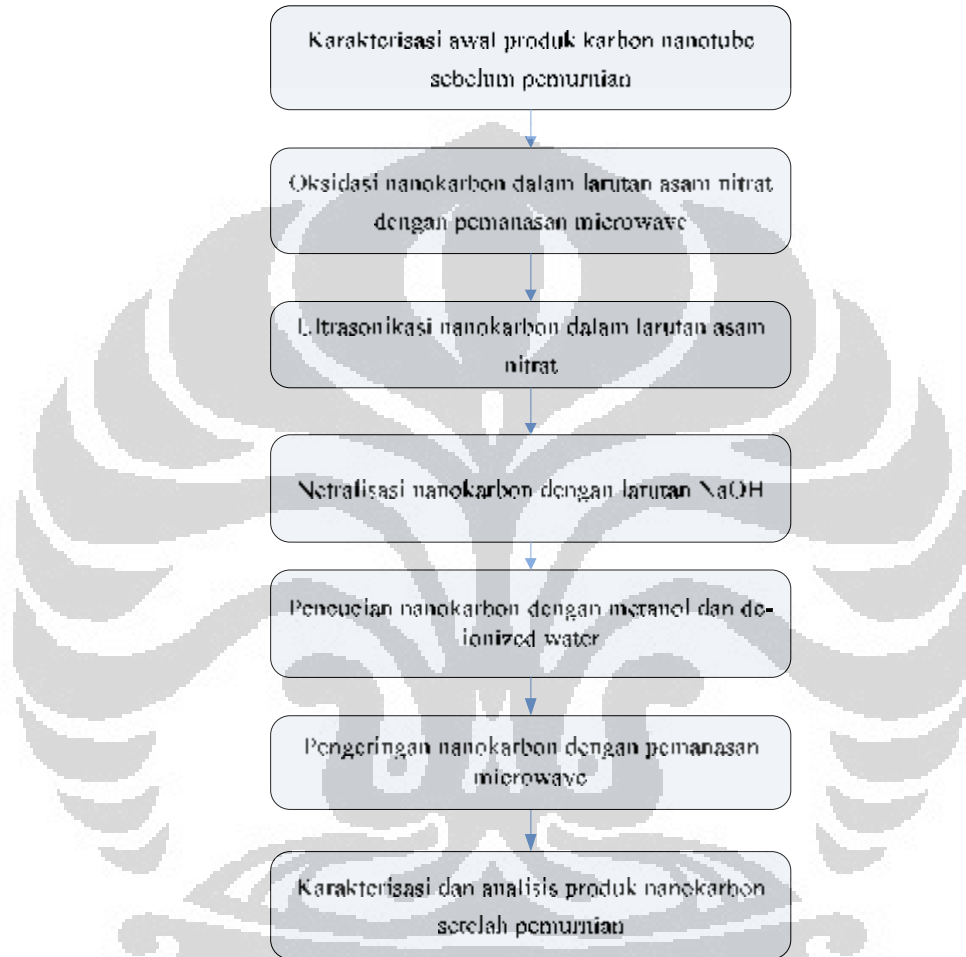 Karakterisasi awal produk karbon nanotube
sebelum pemurnian
Oksidasi nanokarbon dalam larutan asam nitrat
dengan pemanasan microwave
Ultrasonikasi nanokarbon dalam larutan asam
nitrat
Netralisasi nanokarbon dengan larutan NaOH
Pencucian nanokarbon dengan metanol dan de-
ionized water
Pengeringan nanokarbon dengan pemanasan
microwave
Karakterisasi dan analisis produk nanokarbon
setelah pemurnian